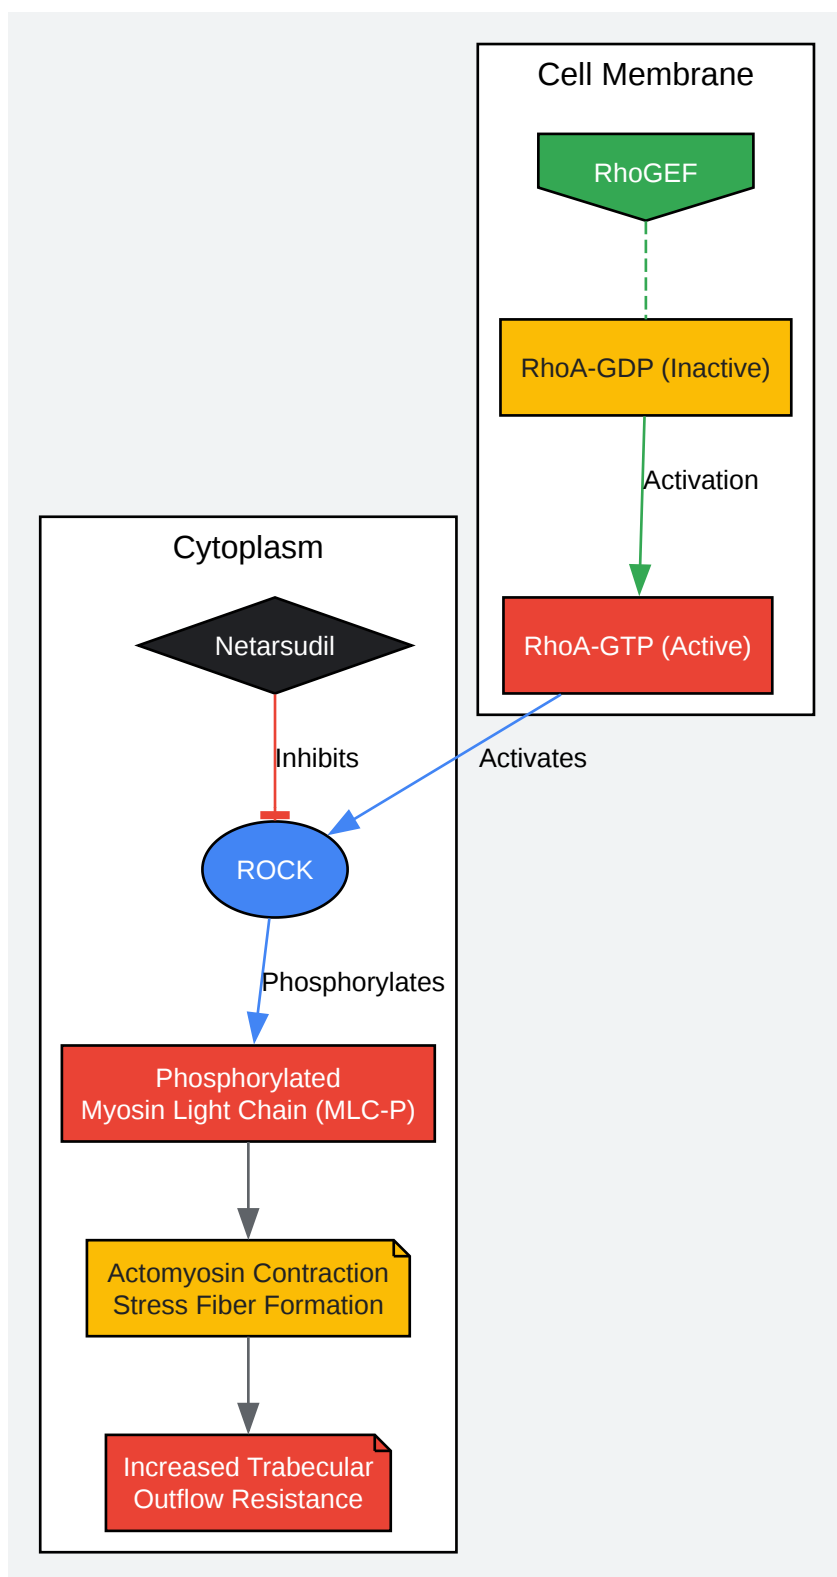 Cell Membrane
RhoGEF
RhoA-GDP (Inactive)
Activation
Cytoplasm
Netarsudil
RhoA-GTP (Active)
Inhibits
Activates
ROCK
Phosphorylates
Phosphorylated
Myosin Light Chain (MLC-P)
Actomyosin Contraction
Stress Fiber Formation
Increased Trabecular
Outflow Resistance